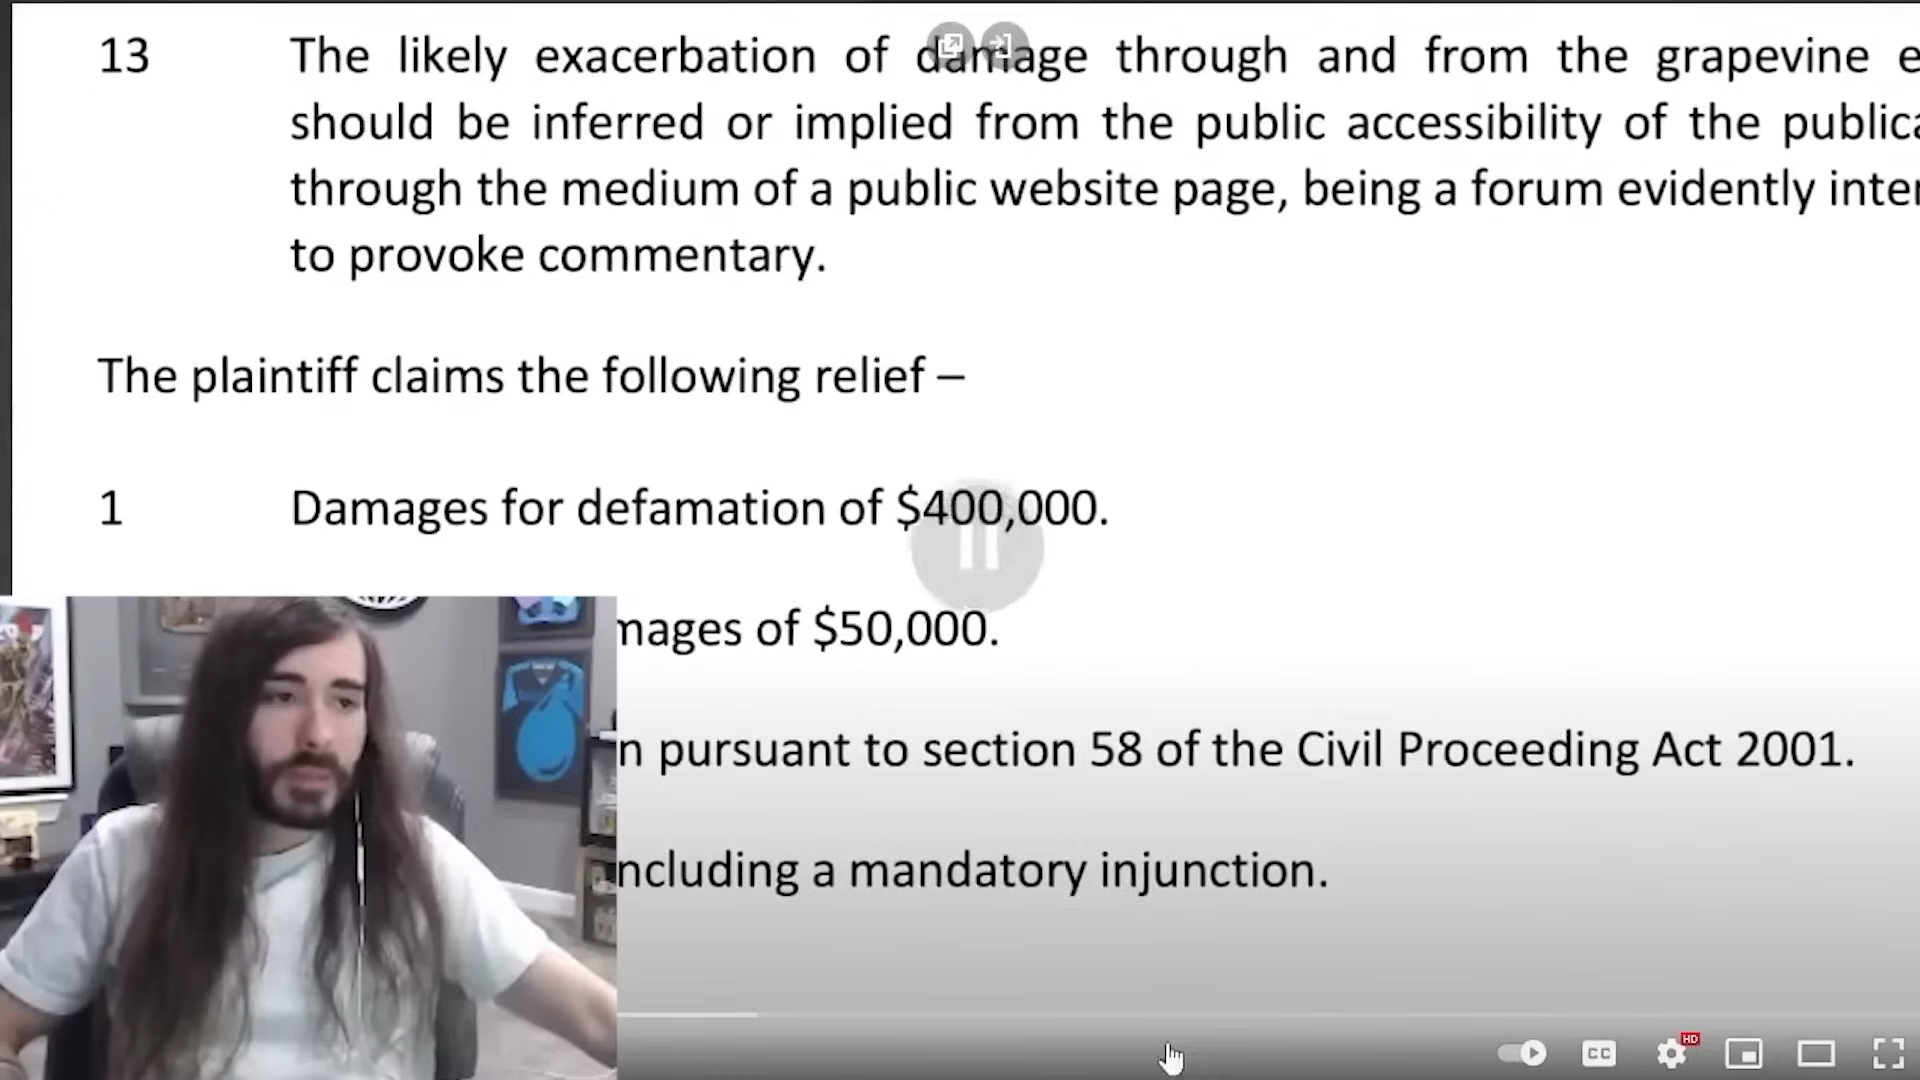 13 The likely exacerbation of damage through and from the grapevine e
should be inferred or implied from the public accessibility of the publica
through the medium of a public website page, being a forum evidently inter
to provoke commentary.
The plaintiff claims the following relief –
1 Damages for defamation of $400,000.
mages of $50,000.
n pursuant to section 58 of the Civil Proceeding Act 2001.
ncluding a mandatory injunction.
HD
CC